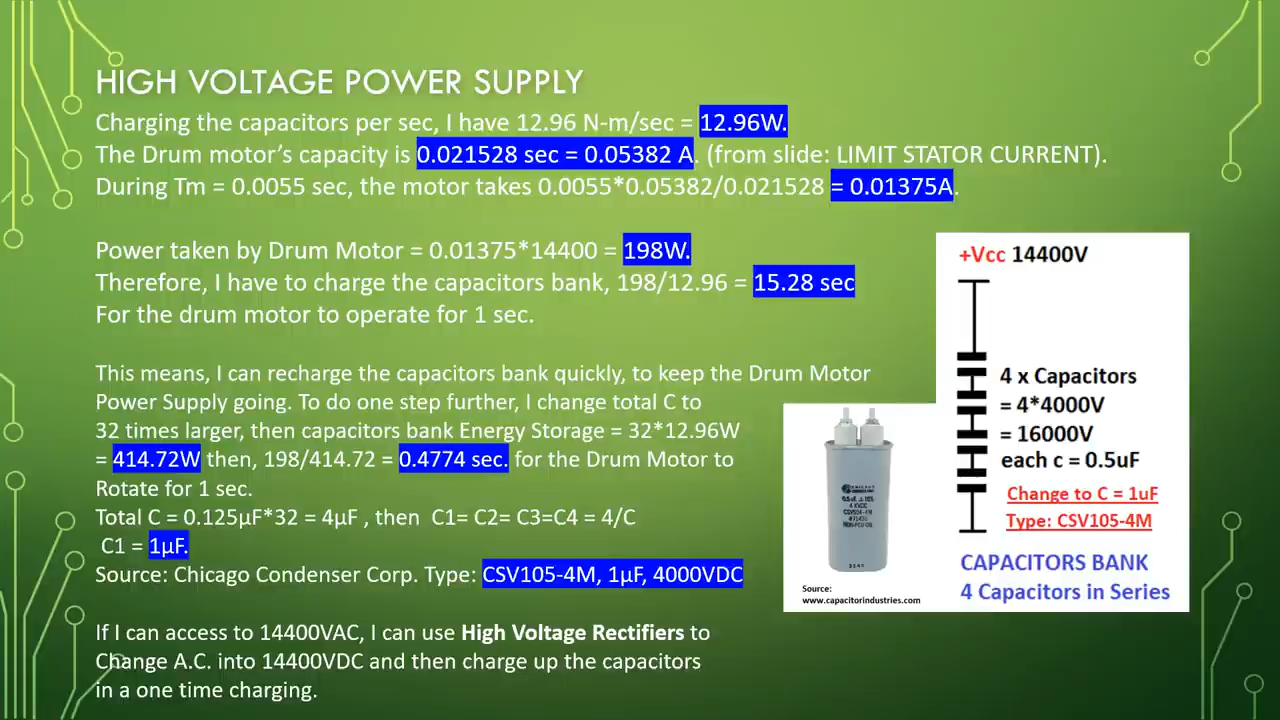 HIGH VOLTAGE POWER SUPPLY
Charging the capacitors per sec, I have 12.96 N-m/sec = 12.96W.
The Drum motor's capacity is 0.021528 sec = 0.05382 A. (from slide: LIMIT STATOR CURRENT).
During Tm = 0.0055 sec, the motor takes 0.0055*0.05382/0.021528 = 0.01375A.
Power taken by Drum Motor = 0.01375*14400 = 198W.
Therefore, I have to charge the capacitors bank, 198/12.96 = 15.28 sec
For the drum motor to operate for 1 sec.
This means, I can recharge the capacitors bank quickly, to keep the Drum Motor
Power Supply going. To do one step further, I change total C to
32 times larger, then capacitors bank Energy Storage = 32*12.96W
= 414.72W then, 198/414.72 = 0.4774 sec. for the Drum Motor to
Rotate for 1 sec.
Total C = 0.125µF*32 = 4µF , then C1= C2= C3=C4 = 4/C
C1 = 1µF.
Source: Chicago Condenser Corp. Type: CSV105-4M, 1µF, 4000VDC
If I can access to 14400VAC, I can use High Voltage Rectifiers to
Change A.C. into 14400VDC and then charge up the capacitors
in a one time charging.
+Vcc 14400V
4 x Capacitors
= 4*4000V
= 16000V
each c = 0.5uF
Change to C = 1uF
Type: CSV105-4M
CAPACITORS BANK
4 Capacitors in Series
Source:
www.capacitorindustries.com